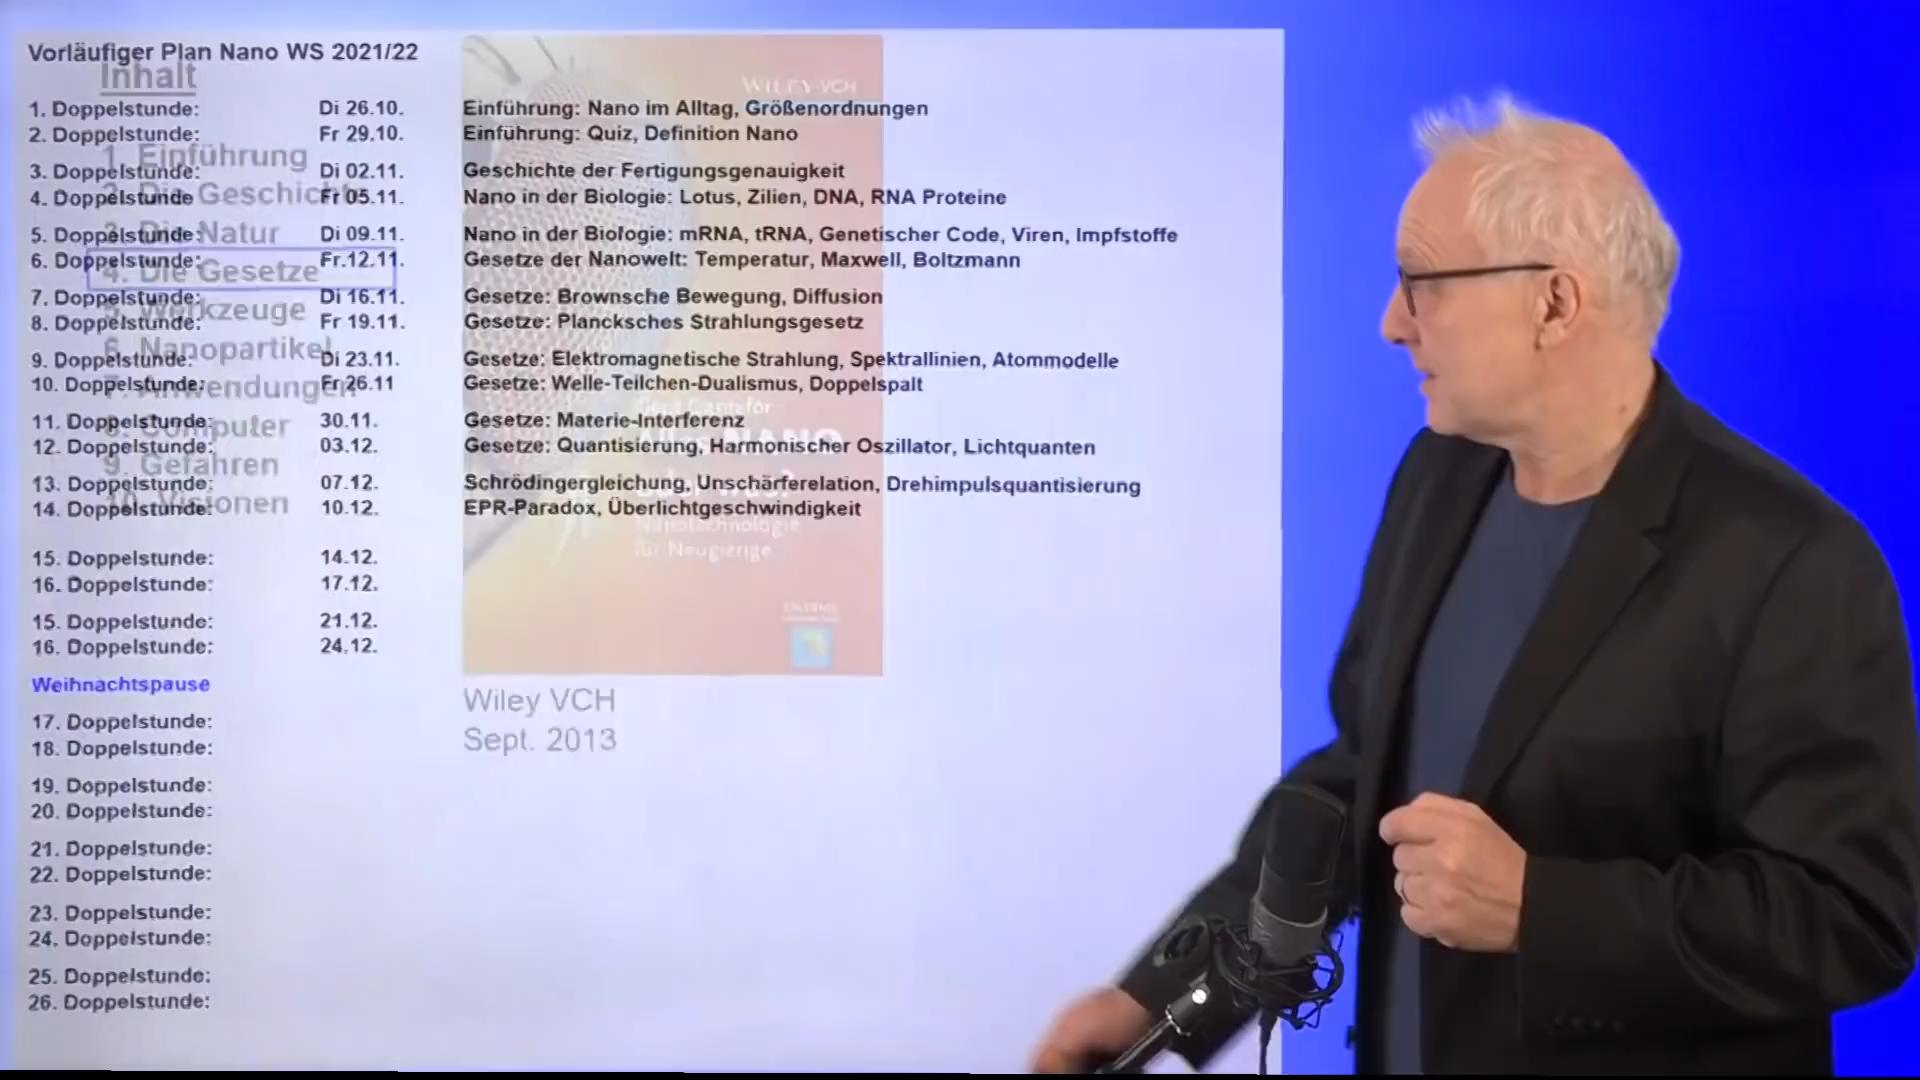 Vorläufiger Plan Nano WS 2021/22
Inhalt
1. Doppelstunde: Di 26.10. Einführung: Nano im Alltag, Größenordnungen
2. Doppelstunde: Fr 29.10. Einführung: Quiz, Definition Nano
3. Doppelstunde: Di 02.11. Geschichte der Fertigungsgenauigkeit
4. Doppelstunde Fr 05.11. Nano in der Biologie: Lotus, Zilien, DNA, RNA Proteine
5. Doppelstunde: Di 09.11. Nano in der Biologie: mRNA, tRNA, Genetischer Code, Viren, Impfstoffe
6. Doppelstunde: Fr.12.11. Gesetze der Nanowelt: Temperatur, Maxwell, Boltzmann
7. Doppelstunde: Di 16.11. Gesetze: Brownsche Bewegung, Diffusion
8. Doppelstunde: Fr 19.11. Gesetze: Plancksches Strahlungsgesetz
9. Doppelstunde: Di 23.11. Gesetze: Elektromagnetische Strahlung, Spektrallinien, Atommodelle
10. Doppelstunde: Fr 26.11 Gesetze: Welle-Teilchen-Dualismus, Doppelspalt
11. Doppelstunde: 30.11. Gesetze: Materie-Interferenz
12. Doppelstunde: 03.12. Gesetze: Quantisierung, Harmonischer Oszillator, Lichtquanten
13. Doppelstunde: 07.12. Schrödingergleichung, Unschärferelation, Drehimpulsquantisierung
14. Doppelstunde: 10.12. EPR-Paradox, Überlichtgeschwindigkeit
15. Doppelstunde: 14.12.
16. Doppelstunde: 17.12.
15. Doppelstunde: 21.12.
16. Doppelstunde: 24.12.
Weihnachtspause
17. Doppelstunde:
18. Doppelstunde:
19. Doppelstunde:
20. Doppelstunde:
21. Doppelstunde:
22. Doppelstunde:
23. Doppelstunde:
24. Doppelstunde:
25. Doppelstunde:
26. Doppelstunde:
1. Einführung
Die Geschichte
Die Natur
4. Die Gesetze
5. Werkzeuge
6. Nanopartikel
7. Anwendungen
8. Computer
9. Gefahren
10. Visionen
WILEY-VCH
NANO
oder was?
Nanotechnologie
für Neugierige
Wiley VCH
Sept. 2013